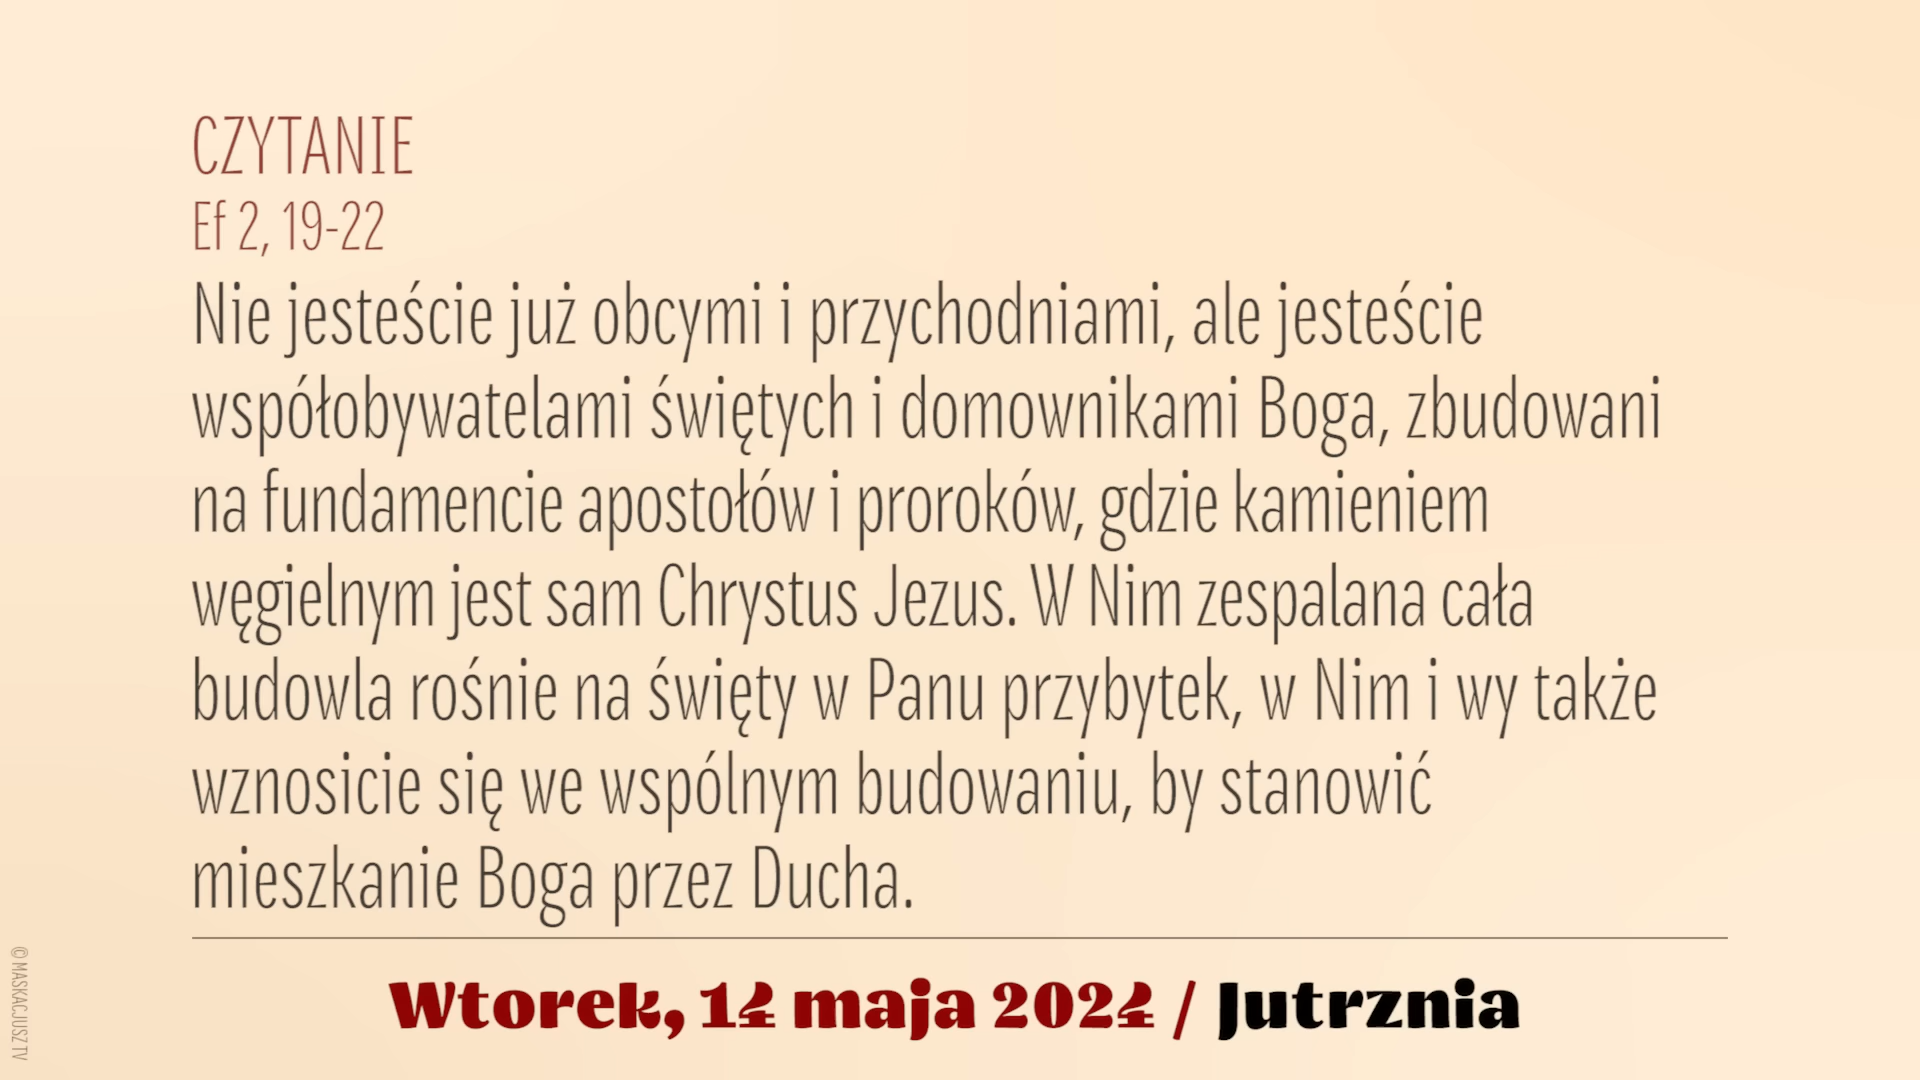 CZYTANIE
Ef 2, 19-22
Nie jesteście już obcymi i przychodniami, ale jesteście
współobywatelami świętych i domownikami Boga, zbudowani
na fundamencie apostołów i proroków, gdzie kamieniem
węgielnym jest sam Chrystus Jezus. W Nim zespalana cała
budowla rośnie na święty w Panu przybytek, w Nim i wy także
wznosicie się we wspólnym budowaniu, by stanowić
mieszkanie Boga przez Ducha.
Wtorek, 14 maja 2024 / Jutrznia
© MASKACJUSZ TV